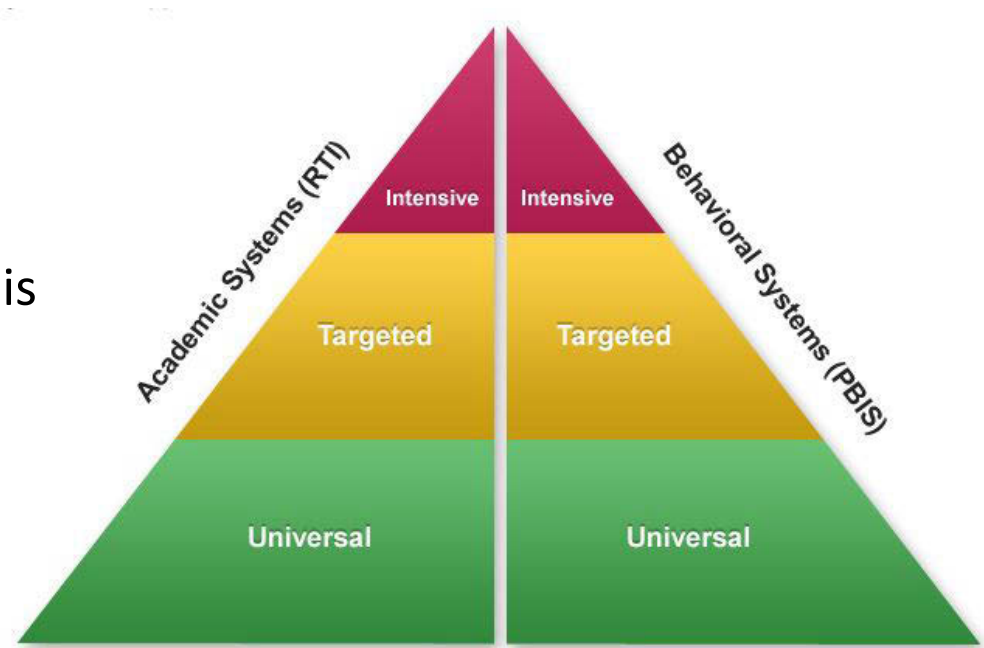 Academic Systems (RTI)
Behavioral Systems (PBIS)
Intensive
Intensive
is
Targeted
Targeted
Universal
Universal